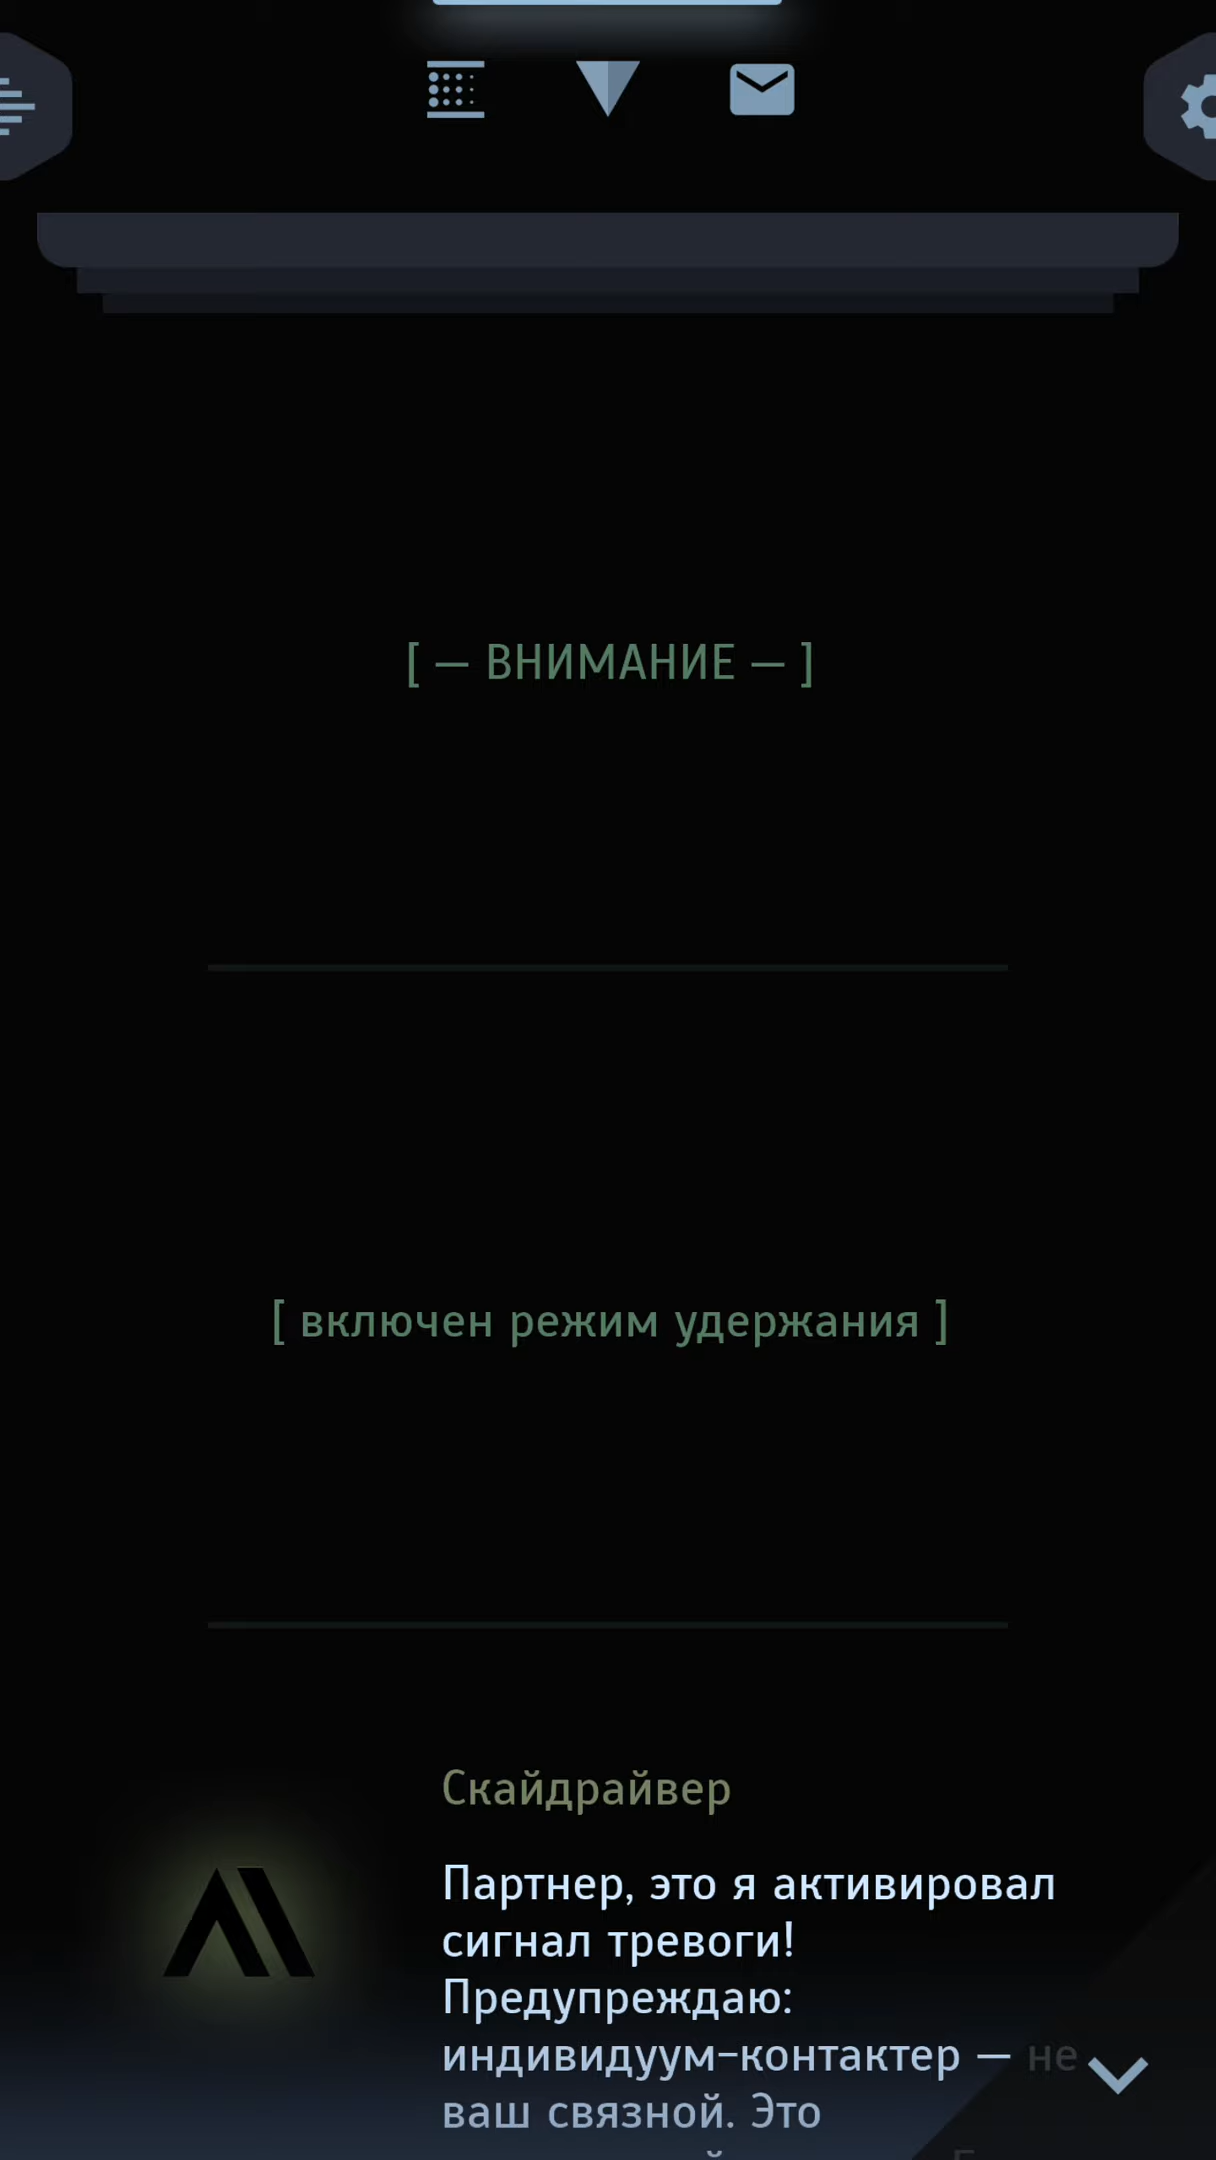 [ — ВНИМАНИЕ — ]
[ включен режим удержания ]
Скайдрайвер
Партнер, это я активировал
сигнал тревоги!
Предупреждаю:
индивидуум-контактер — не
ваш связной. Это